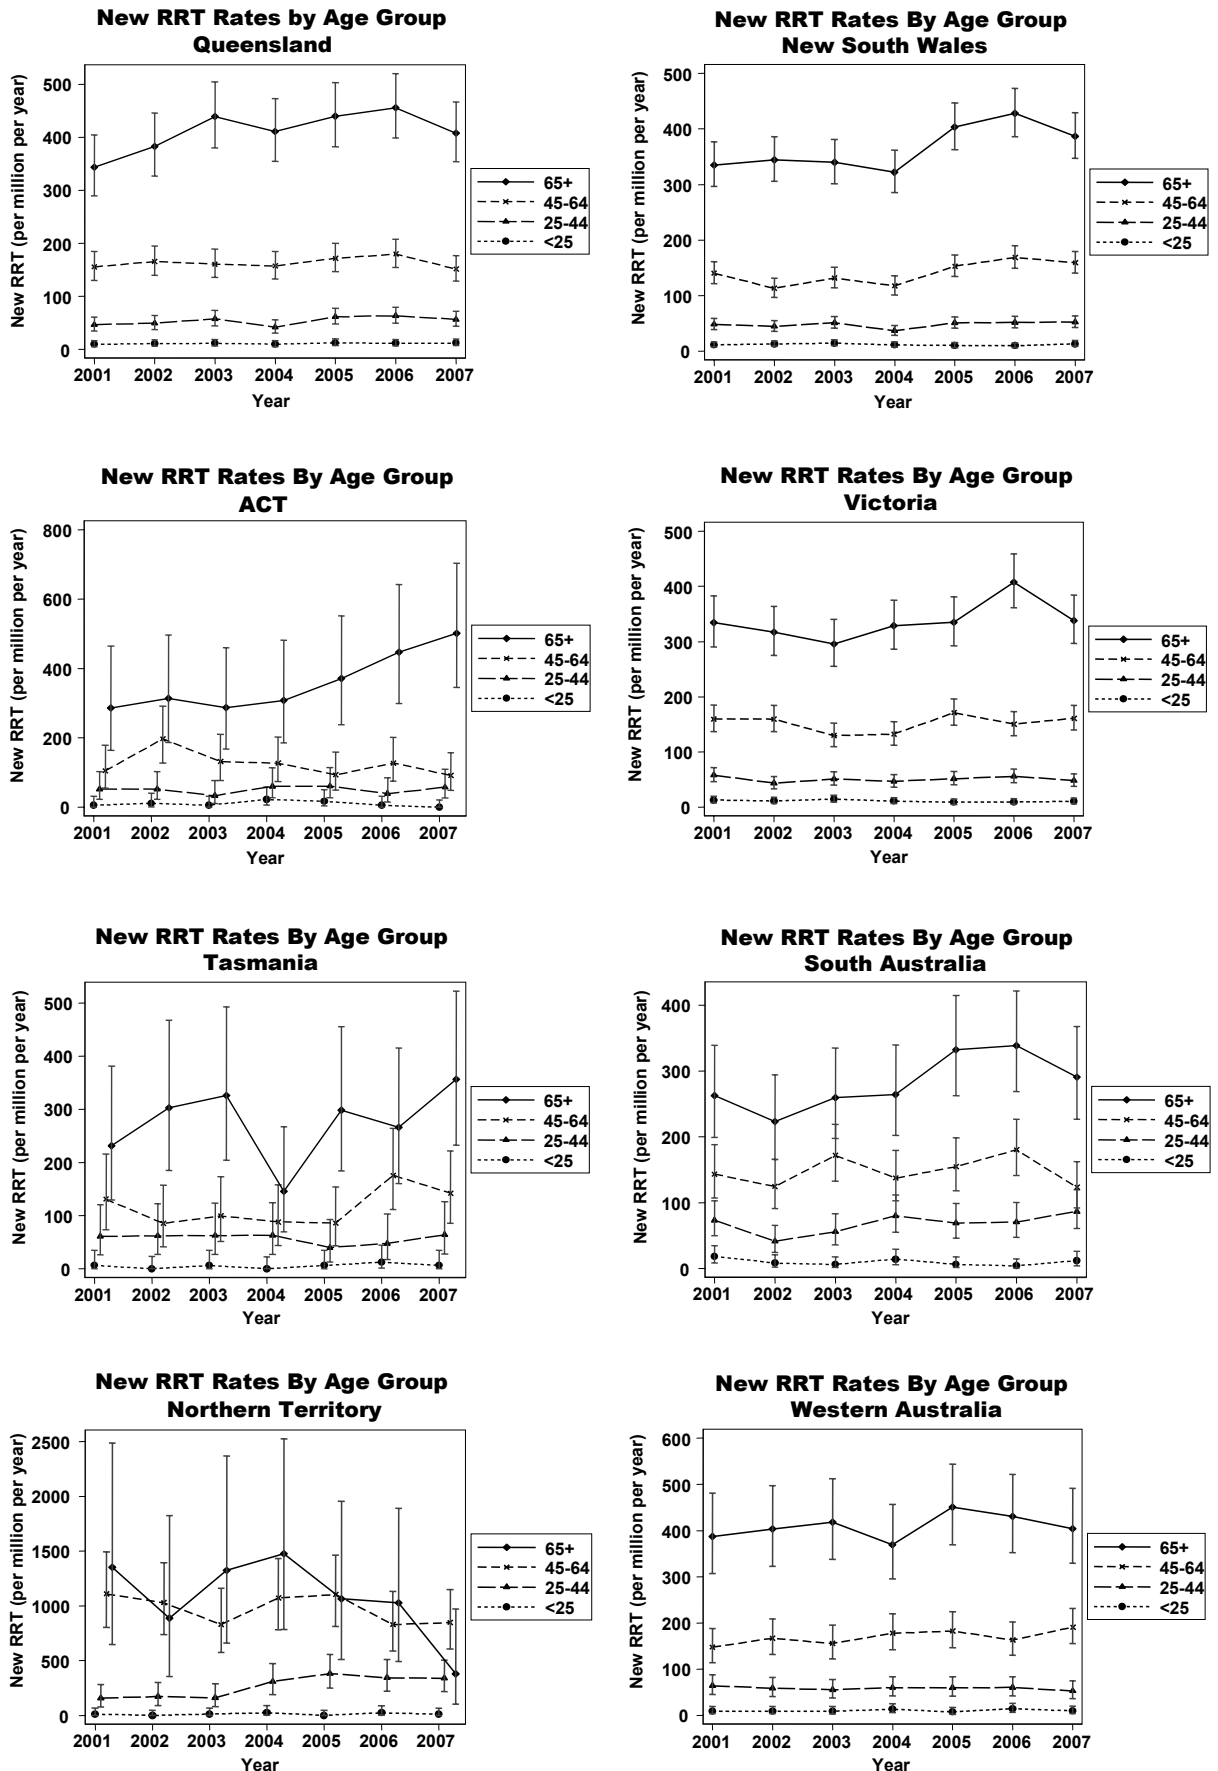 New RRT Rates by Age Group
Queensland
New RRT (per million per year)
500
400
300
200
100
0
2001 2002 2003 2004 2005 2006 2007
Year
65+
45-64
25-44
<25
New RRT Rates By Age Group
New South Wales
New RRT (per million per year)
500
400
300
200
100
0
2001 2002 2003 2004 2005 2006 2007
Year
65+
45-64
25-44
<25
New RRT Rates By Age Group
ACT
New RRT (per million per year)
800
600
400
200
0
2001 2002 2003 2004 2005 2006 2007
Year
65+
45-64
25-44
<25
New RRT Rates By Age Group
Victoria
New RRT (per million per year)
500
400
300
200
100
0
2001 2002 2003 2004 2005 2006 2007
Year
65+
45-64
25-44
<25
New RRT Rates By Age Group
Tasmania
New RRT (per million per year)
500
400
300
200
100
0
2001 2002 2003 2004 2005 2006 2007
Year
65+
45-64
25-44
<25
New RRT Rates By Age Group
South Australia
New RRT (per million per year)
400
300
200
100
0
2001 2002 2003 2004 2005 2006 2007
Year
65+
45-64
25-44
<25
New RRT Rates By Age Group
Northern Territory
New RRT (per million per year)
2500
2000
1500
1000
500
0
2001 2002 2003 2004 2005 2006 2007
Year
65+
45-64
25-44
<25
New RRT Rates By Age Group
Western Australia
New RRT (per million per year)
600
500
400
300
200
100
0
2001 2002 2003 2004 2005 2006 2007
Year
65+
45-64
25-44
<25